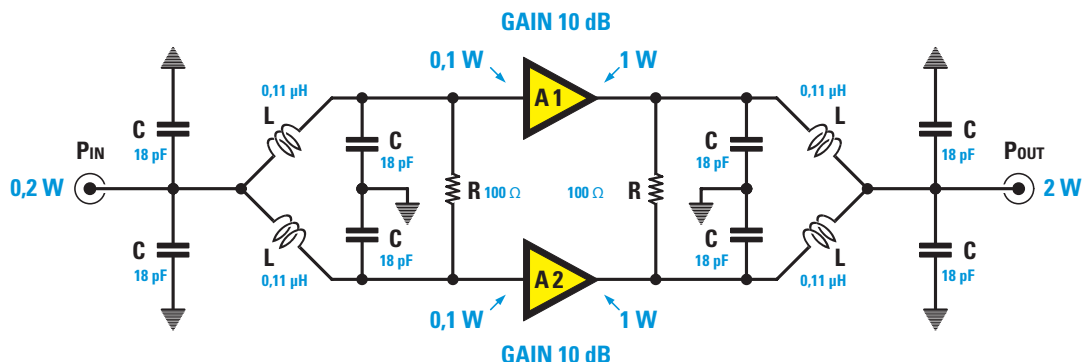 GAIN 10 dB
0,1 W
1 W
A1
0,11 µH
L
0,11 µH
L
C
18 pF
C
18 pF
C
18 pF
C
18 pF
PIN
0,2 W
R 100 Ω
100 Ω R
POUT
2 W
C
18 pF
C
18 pF
C
18 pF
C
18 pF
L
0,11 µH
L
0,11 µH
A2
0,1 W
1 W
GAIN 10 dB